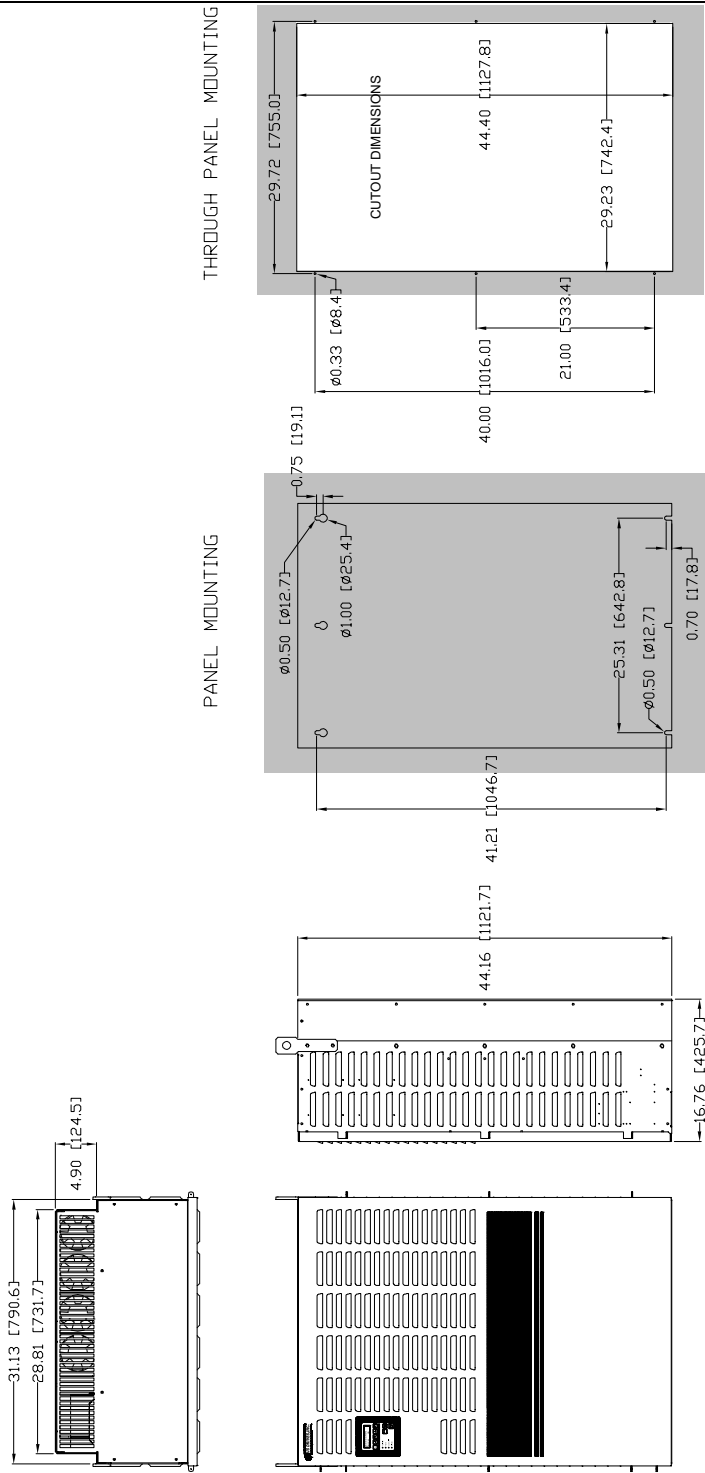 THROUGH PANEL MOUNTING
29.72 [755.0]
CUTOUT DIMENSIONS
44.40 [1127.8]
29.23 [742.4]
Ø0.33 [Ø8.4]
21.00 [533.4]
40.00 [1016.0]
PANEL MOUNTING
0.75 [19.1]
Ø0.50 [Ø12.7]
Ø1.00 [Ø25.4]
25.31 [642.8]
Ø0.50 [Ø12.7]
0.70 [17.8]
41.21 [1046.7]
44.16 [1121.7]
16.76 [425.7]
4.90 [124.5]
31.13 [790.6]
28.81 [731.7]